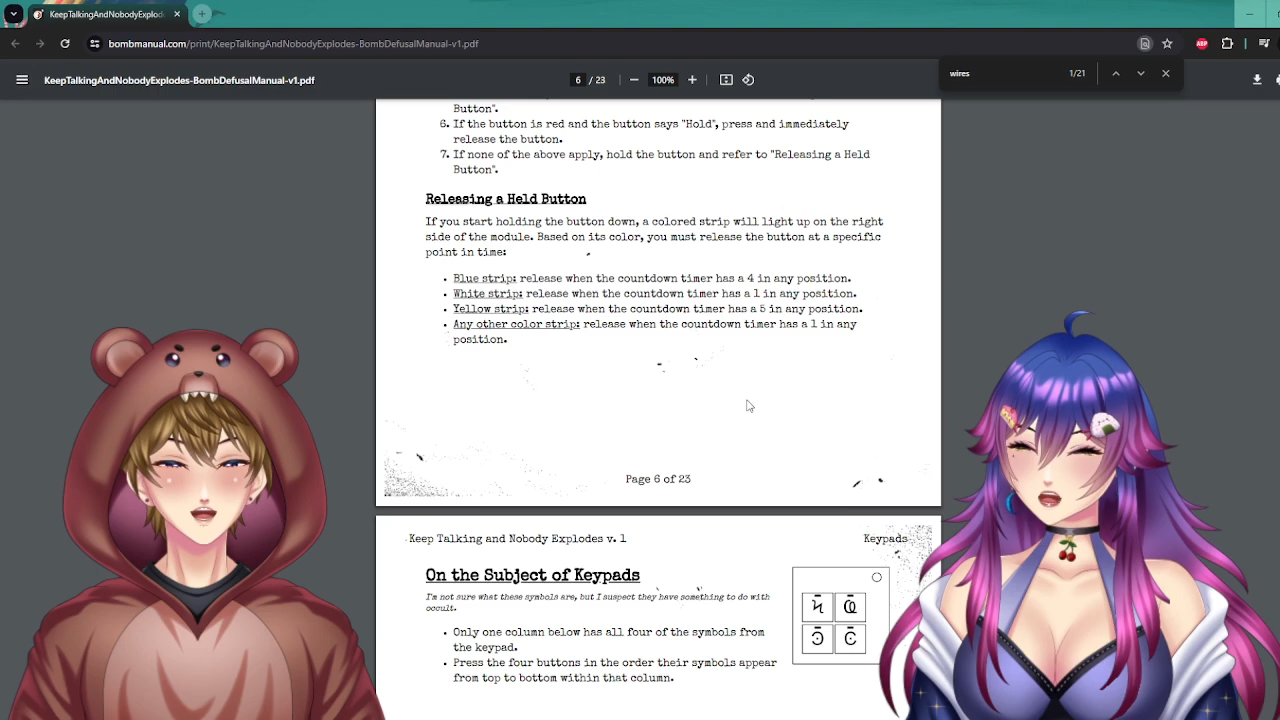 KeepTalkingAndNobodyExplod
bombmanual.com/print/KeepTalkingAndNobodyExplodes-BombDefusalManual-v1.pdf
ABP
KeepTalkingAndNobodyExplodes-BombDefusalManual-v1.pdf
6 / 23
100%
wires
1/21
Button".
6. If the button is red and the button says "Hold", press and immediately
release the button.
7. If none of the above apply, hold the button and refer to "Releasing a Held
Button".
Releasing a Held Button
If you start holding the button down, a colored strip will light up on the right
side of the module. Based on its color, you must release the button at a specific
point in time:
• Blue strip: release when the countdown timer has a 4 in any position.
• White strip: release when the countdown timer has a 1 in any position.
• Yellow strip: release when the countdown timer has a 5 in any position.
• Any other color strip: release when the countdown timer has a 1 in any
position.
Page 6 of 23
Keep Talking and Nobody Explodes v. 1
Keypads
On the Subject of Keypads
I'm not sure what these symbols are, but I suspect they have something to do with
occult.
• Only one column below has all four of the symbols from
the keypad.
• Press the four buttons in the order their symbols appear
from top to bottom within that column.